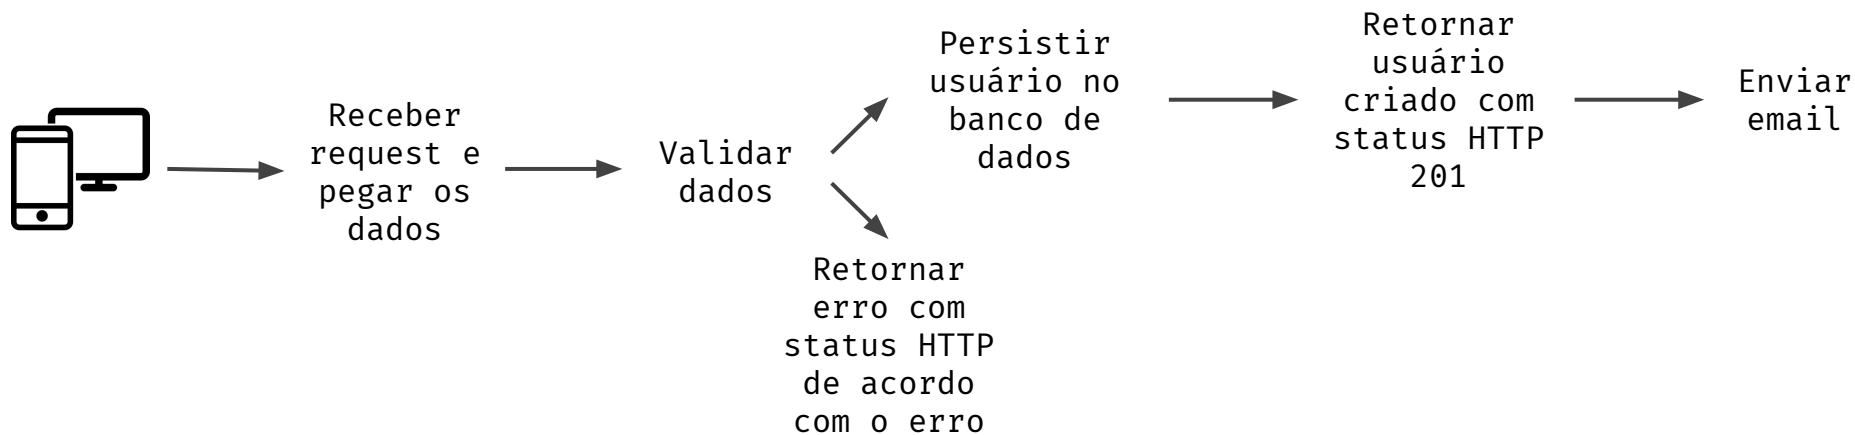 Receber
request e
pegar os
dados
Validar
dados
Persistir
usuário no
banco de
dados
Retornar
erro com
status HTTP
de acordo
com o erro
Retornar
usuário
criado com
status HTTP
201
Enviar
email